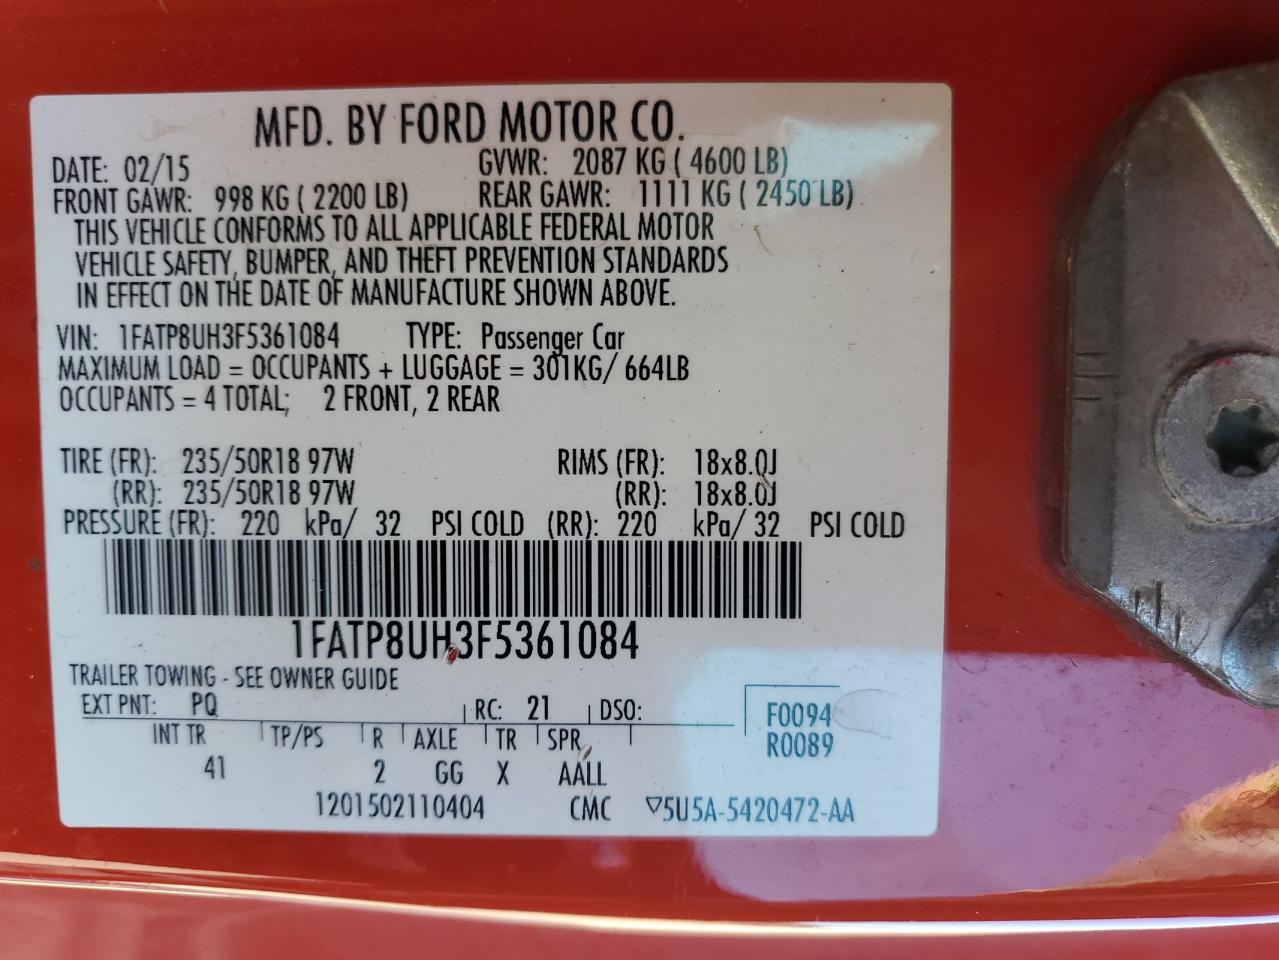 MFD. BY FORD MOTOR CO.
DATE: 02/15 GVWR: 2087 KG ( 4600 LB)
FRONT GAWR: 998 KG ( 2200 LB) REAR GAWR: 1111 KG ( 2450 LB)
THIS VEHICLE CONFORMS TO ALL APPLICABLE FEDERAL MOTOR
VEHICLE SAFETY, BUMPER, AND THEFT PREVENTION STANDARDS
IN EFFECT ON THE DATE OF MANUFACTURE SHOWN ABOVE.
VIN: 1FATP8UH3F5361084 TYPE: Passenger Car
MAXIMUM LOAD = OCCUPANTS + LUGGAGE = 301KG/ 664LB
OCCUPANTS = 4 TOTAL; 2 FRONT, 2 REAR
TIRE (FR): 235/50R18 97W RIMS (FR): 18x8.0J
(RR): 235/50R18 97W (RR): 18x8.0J
PRESSURE (FR): 220 kPa/ 32 PSI COLD (RR): 220 kPa/ 32 PSI COLD
1FATP8UH3F5361084
TRAILER TOWING - SEE OWNER GUIDE
EXT PNT: PQ RC: 21 DSO: F0094
INT TR TP/PS R AXLE TR SPR R0089
41 2 GG X AALL
1201502110404 CMC ▽5U5A-5420472-AA